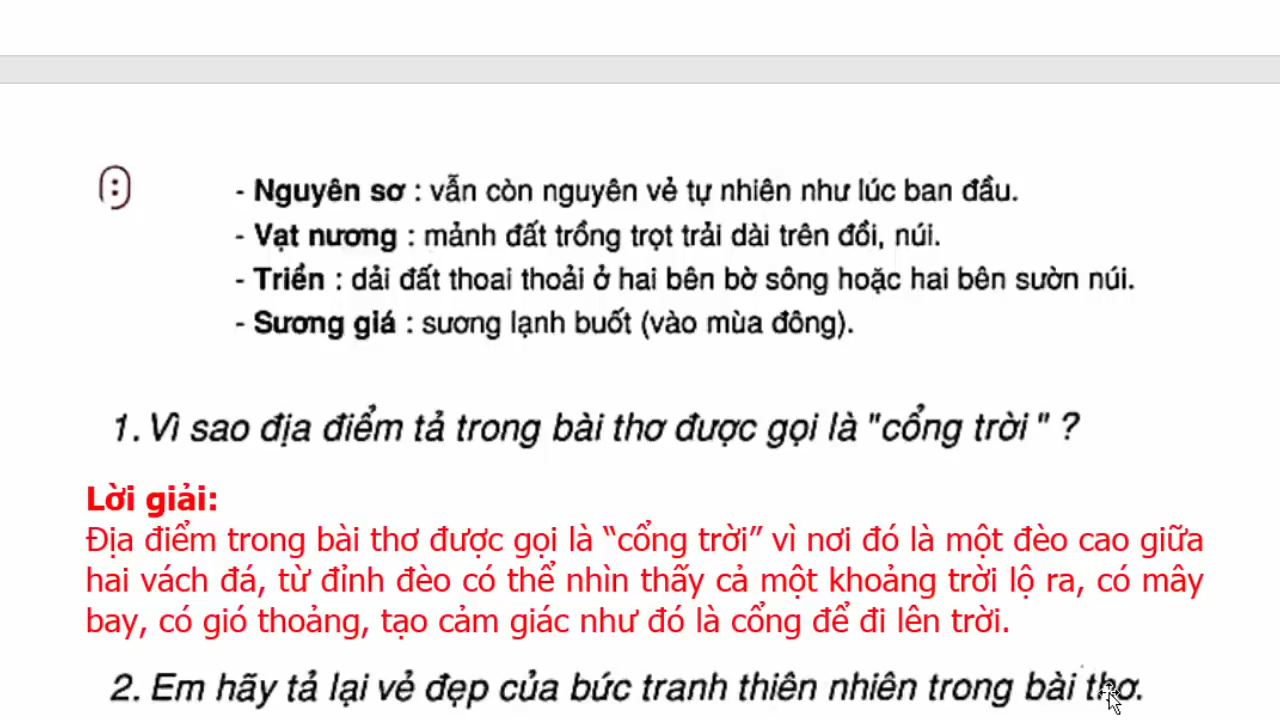 - Nguyên sơ : vẫn còn nguyên vẻ tự nhiên như lúc ban đầu.
- Vạt nương : mảnh đất trồng trọt trải dài trên đồi, núi.
- Triền : dải đất thoai thoải ở hai bên bờ sông hoặc hai bên sườn núi.
- Sương giá : sương lạnh buốt (vào mùa đông).
1. Vì sao địa điểm tả trong bài thơ được gọi là "cổng trời" ?
Lời giải:
Địa điểm trong bài thơ được gọi là “cổng trời” vì nơi đó là một đèo cao giữa
hai vách đá, từ đỉnh đèo có thể nhìn thấy cả một khoảng trời lộ ra, có mây
bay, có gió thoảng, tạo cảm giác như đó là cổng để đi lên trời.
2. Em hãy tả lại vẻ đẹp của bức tranh thiên nhiên trong bài thơ.